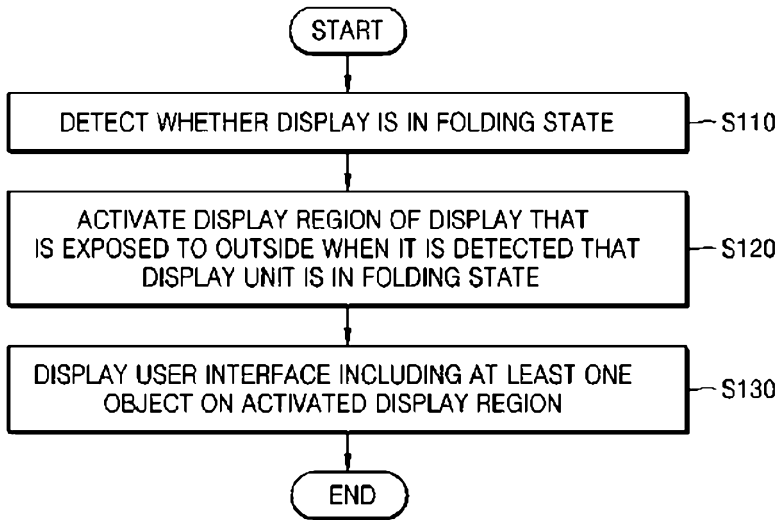 START
DETECT WHETHER DISPLAY IS IN FOLDING STATE
S110
ACTIVATE DISPLAY REGION OF DISPLAY THAT
IS EXPOSED TO OUTSIDE WHEN IT IS DETECTED THAT
DISPLAY UNIT IS IN FOLDING STATE
S120
DISPLAY USER INTERFACE INCLUDING AT LEAST ONE
OBJECT ON ACTIVATED DISPLAY REGION
S130
END